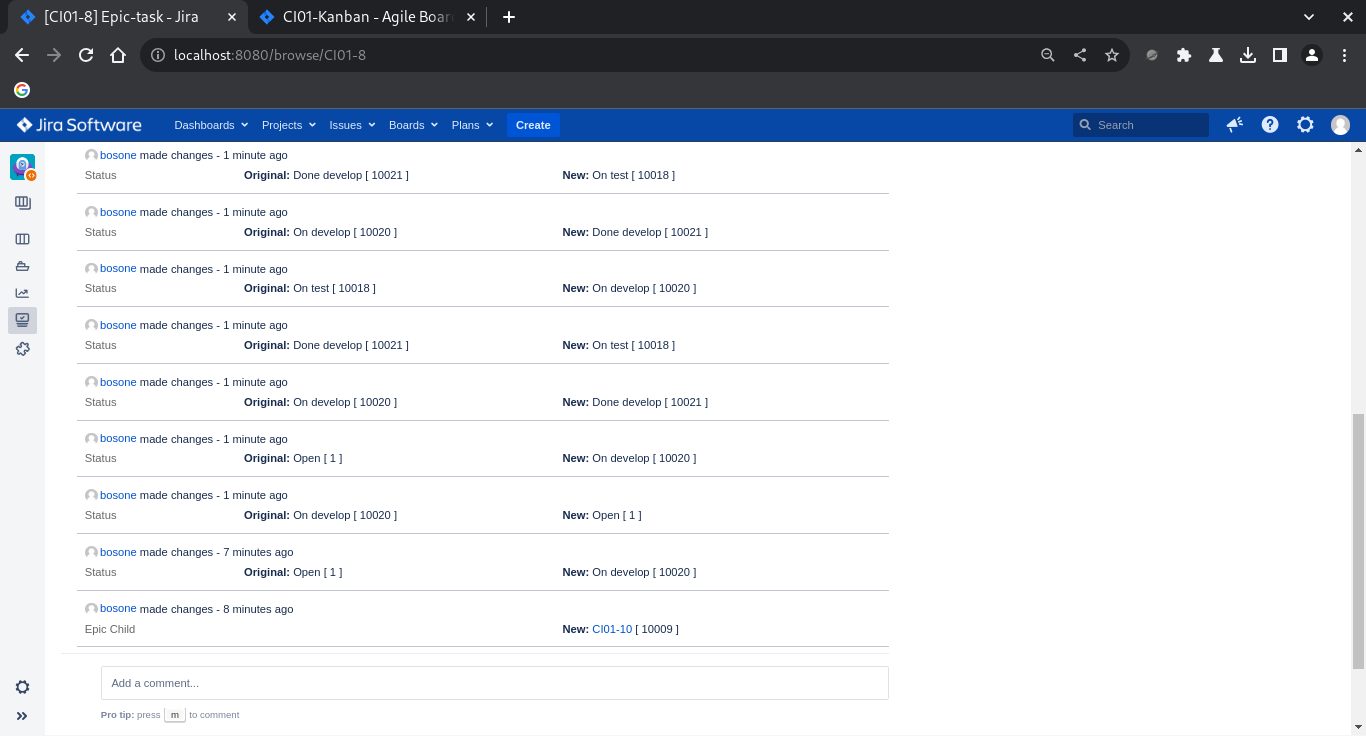 [CI01-8] Epic-task - Jira
CI01-Kanban - Agile Boar
localhost:8080/browse/CI01-8
Jira Software
Dashboards
Projects
Issues
Boards
Plans
Create
Search
bosone made changes - 1 minute ago
Status Original: Done develop [ 10021 ] New: On test [ 10018 ]
bosone made changes - 1 minute ago
Status Original: On develop [ 10020 ] New: Done develop [ 10021 ]
bosone made changes - 1 minute ago
Status Original: On test [ 10018 ] New: On develop [ 10020 ]
bosone made changes - 1 minute ago
Status Original: Done develop [ 10021 ] New: On test [ 10018 ]
bosone made changes - 1 minute ago
Status Original: On develop [ 10020 ] New: Done develop [ 10021 ]
bosone made changes - 1 minute ago
Status Original: Open [ 1 ] New: On develop [ 10020 ]
bosone made changes - 1 minute ago
Status Original: On develop [ 10020 ] New: Open [ 1 ]
bosone made changes - 7 minutes ago
Status Original: Open [ 1 ] New: On develop [ 10020 ]
bosone made changes - 8 minutes ago
Epic Child New: CI01-10 [ 10009 ]
Add a comment...
Pro tip: press m to comment